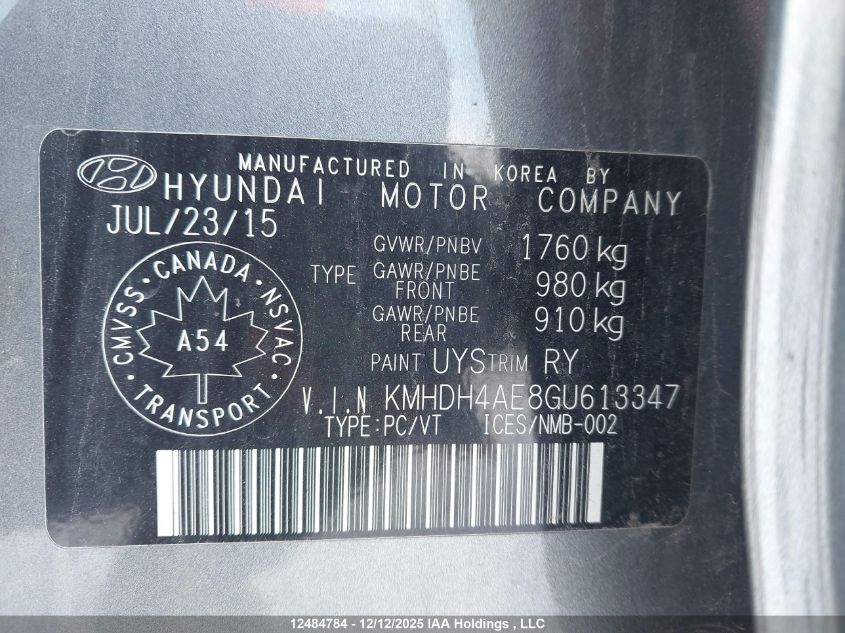 MANUFACTURED IN KOREA BY
HYUNDAI MOTOR COMPANY
JUL/23/15
GVWR/PNBV 1760 kg
TYPE GAWR/PNBE FRONT 980 kg
GAWR/PNBE REAR 910 kg
PAINT UYS TRIM RY
V.I.N KMHDH4AE8GU613347
TYPE:PC/VT ICES/NMB-002
CANADA
CMVSS NSVAC
A54
TRANSPORT
12484784 - 12/12/2025 IAA Holdings , LLC